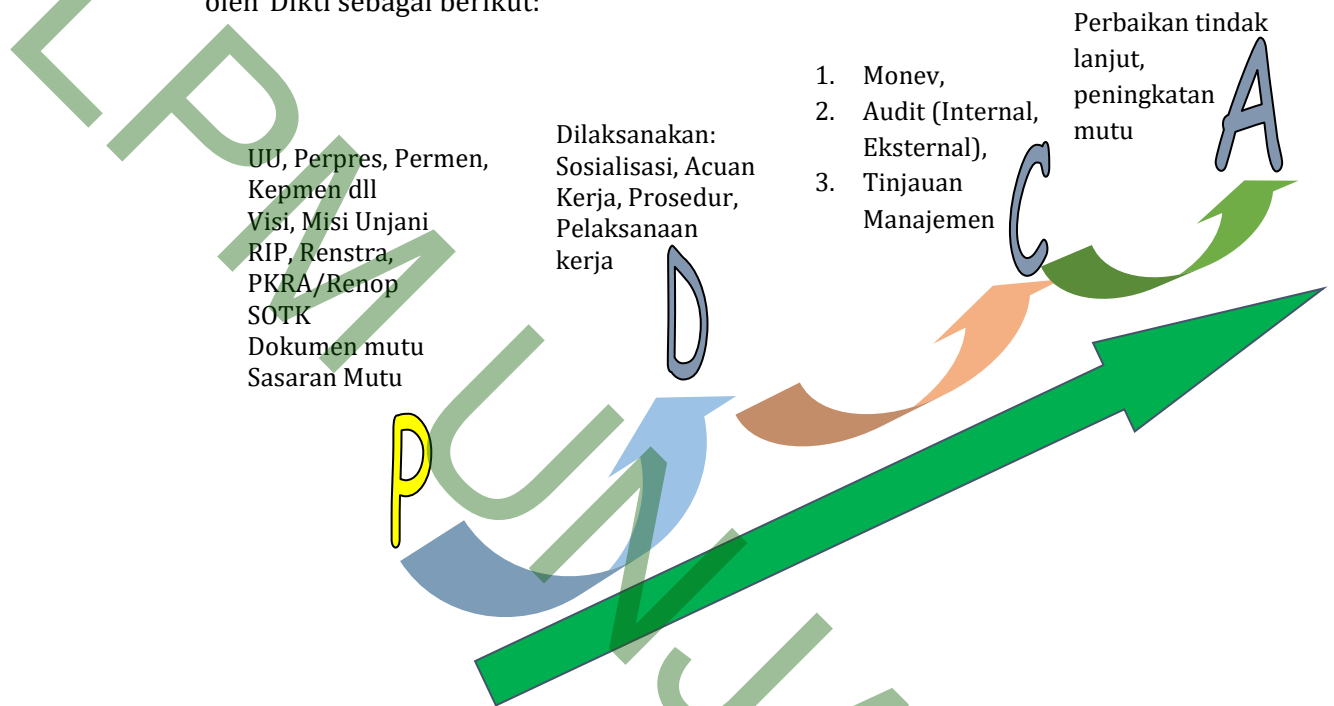 oleh Dikti sebagai berikut:
UU, Perpres, Permen,
Kepmen dll
Visi, Misi Unjani
RIP, Renstra,
PKRA/Renop
SOTK
Dokumen mutu
Sasaran Mutu
P
Dilaksanakan:
Sosialisasi, Acuan
Kerja, Prosedur,
Pelaksanaan
kerja
D
1. Monev,
2. Audit (Internal,
Eksternal),
3. Tinjauan
Manajemen
C
Perbaikan tindak
lanjut,
peningkatan
mutu
A
LPM UNJ